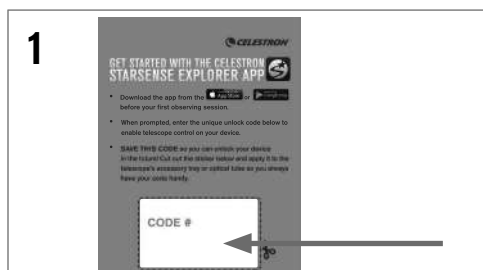 1
CELESTRON
GET STARTED WITH THE CELESTRON
STARSENSE EXPLORER APP
• Download the app from the App Store or Google Play
before your first observing session.
• When prompted, enter the unique unlock code below to
enable telescope control on your device.
• SAVE THIS CODE so you can unlock your device
in the future! Cut out the sticker below and apply it to the
telescope's accessory tray or optical tube so you always
have your code handy.
CODE #